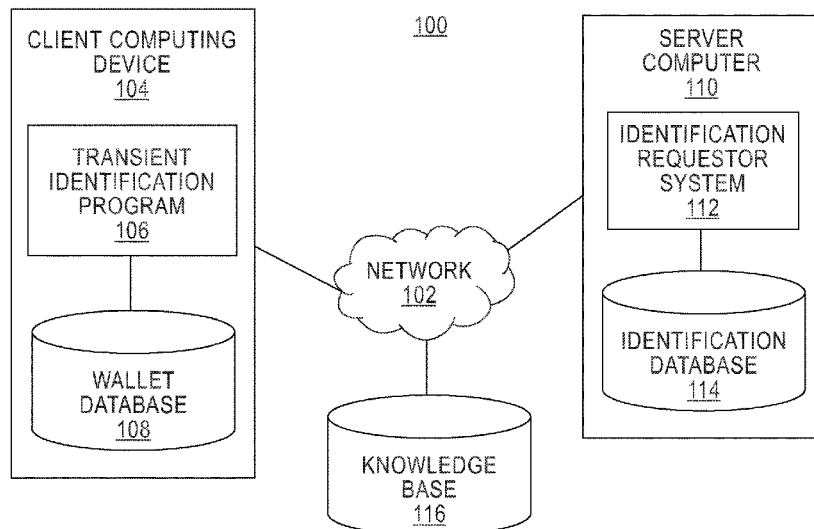 100
CLIENT COMPUTING
DEVICE
104
TRANSIENT
IDENTIFICATION
PROGRAM
106
WALLET
DATABASE
108
NETWORK
102
KNOWLEDGE
BASE
116
SERVER
COMPUTER
110
IDENTIFICATION
REQUESTOR
SYSTEM
112
IDENTIFICATION
DATABASE
114